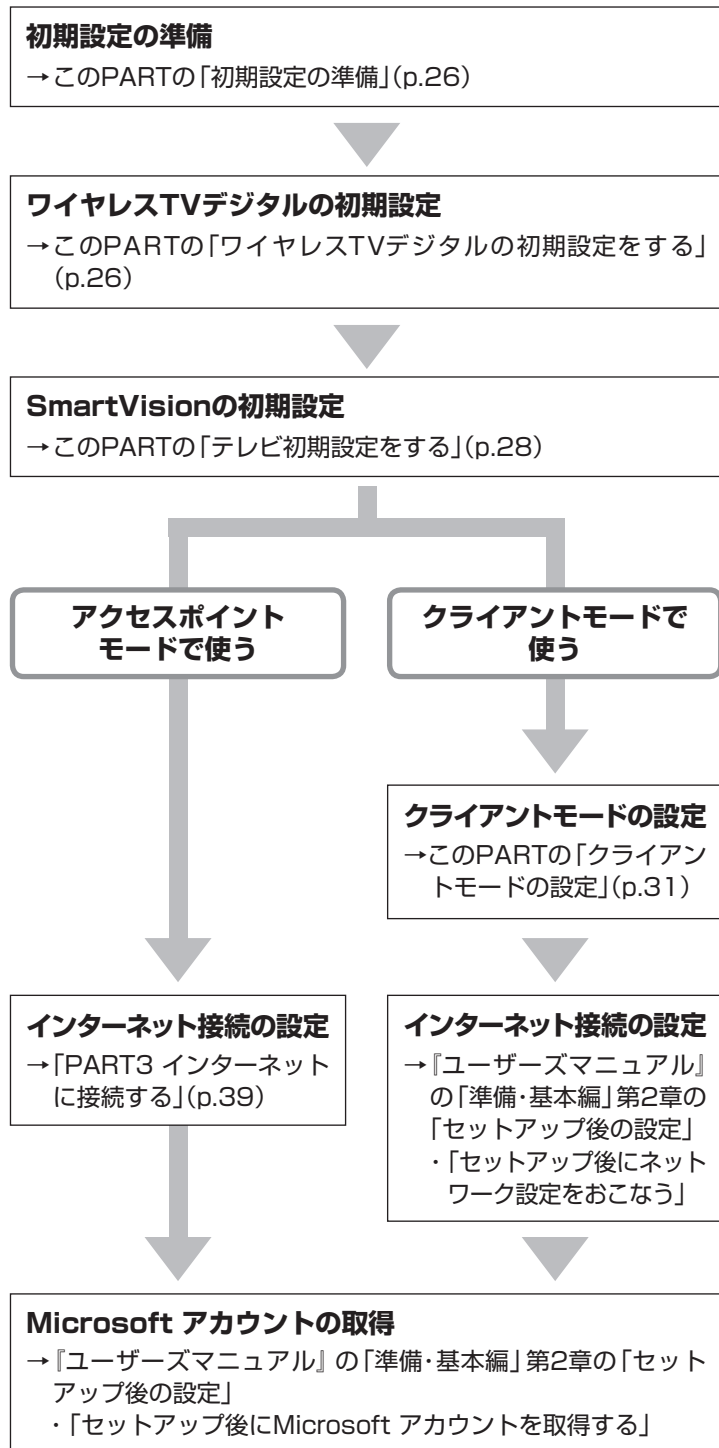 初期設定の準備
→このPARTの「初期設定の準備」(p.26)
ワイヤレスTVデジタルの初期設定
→このPARTの「ワイヤレスTVデジタルの初期設定をする」
(p.26)
SmartVisionの初期設定
→このPARTの「テレビ初期設定をする」(p.28)
アクセスポイント
モードで使う
クライアントモードで
使う
クライアントモードの設定
→このPARTの「クライアン
トモードの設定」(p.31)
インターネット接続の設定
→「PART3 インターネット
に接続する」(p.39)
インターネット接続の設定
→『ユーザーズマニュアル』
の「準備・基本編」第2章の
「セットアップ後の設定」
・「セットアップ後にネット
ワーク設定をおこなう」
Microsoft アカウントの取得
→『ユーザーズマニュアル』の「準備・基本編」第2章の「セット
アップ後の設定」
・「セットアップ後にMicrosoft アカウントを取得する」